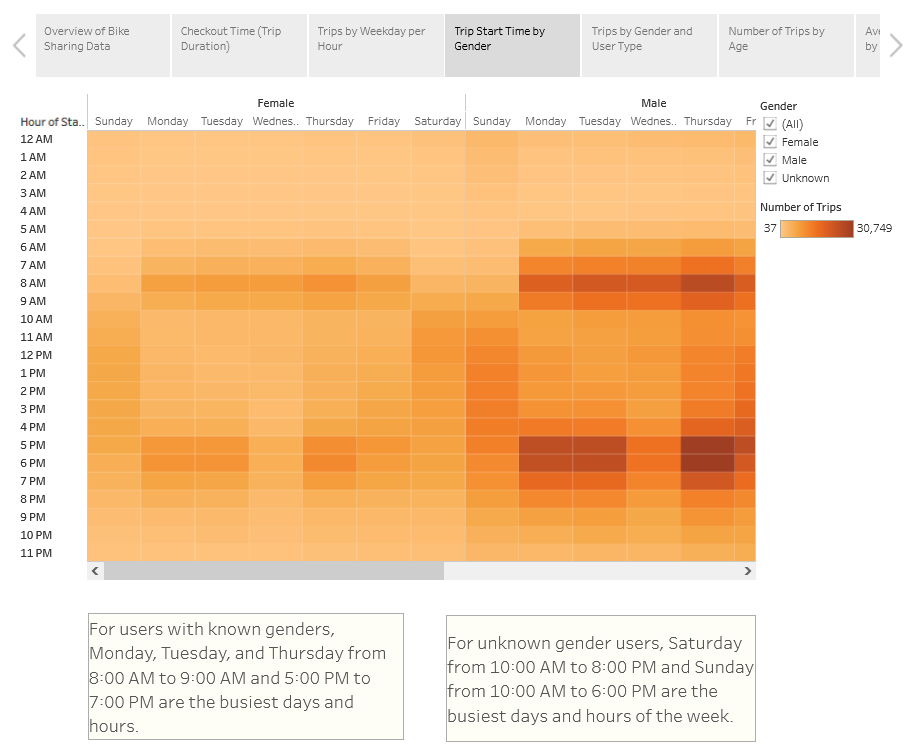 Overview of Bike
Sharing Data
Checkout Time (Trip
Duration)
Trips by Weekday per
Hour
Trip Start Time by
Gender
Trips by Gender and
User Type
Number of Trips by
Age
Ave
by
Female
Male
Hour of Sta..
Sunday
Monday
Tuesday
Wednes..
Thursday
Friday
Saturday
Sunday
Monday
Tuesday
Wednes..
Thursday
Fr
12 AM
1 AM
2 AM
3 AM
4 AM
5 AM
6 AM
7 AM
8 AM
9 AM
10 AM
11 AM
12 PM
1 PM
2 PM
3 PM
4 PM
5 PM
6 PM
7 PM
8 PM
9 PM
10 PM
11 PM
Gender
(All)
Female
Male
Unknown
Number of Trips
37
30,749
For users with known genders,
Monday, Tuesday, and Thursday from
8:00 AM to 9:00 AM and 5:00 PM to
7:00 PM are the busiest days and
hours.
For unknown gender users, Saturday
from 10:00 AM to 8:00 PM and Sunday
from 10:00 AM to 6:00 PM are the
busiest days and hours of the week.